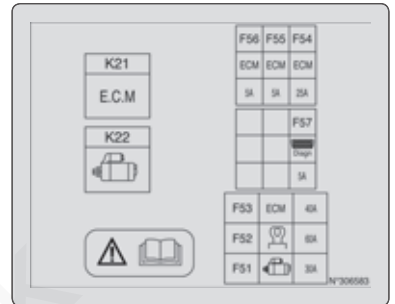 F56 F55 F54
K21
ECM ECM ECM
E.C.M
5A 5A 25A
F57
K22
Diagn
5A
F53 ECM 40A
F52 60A
F51 30A
N°306583